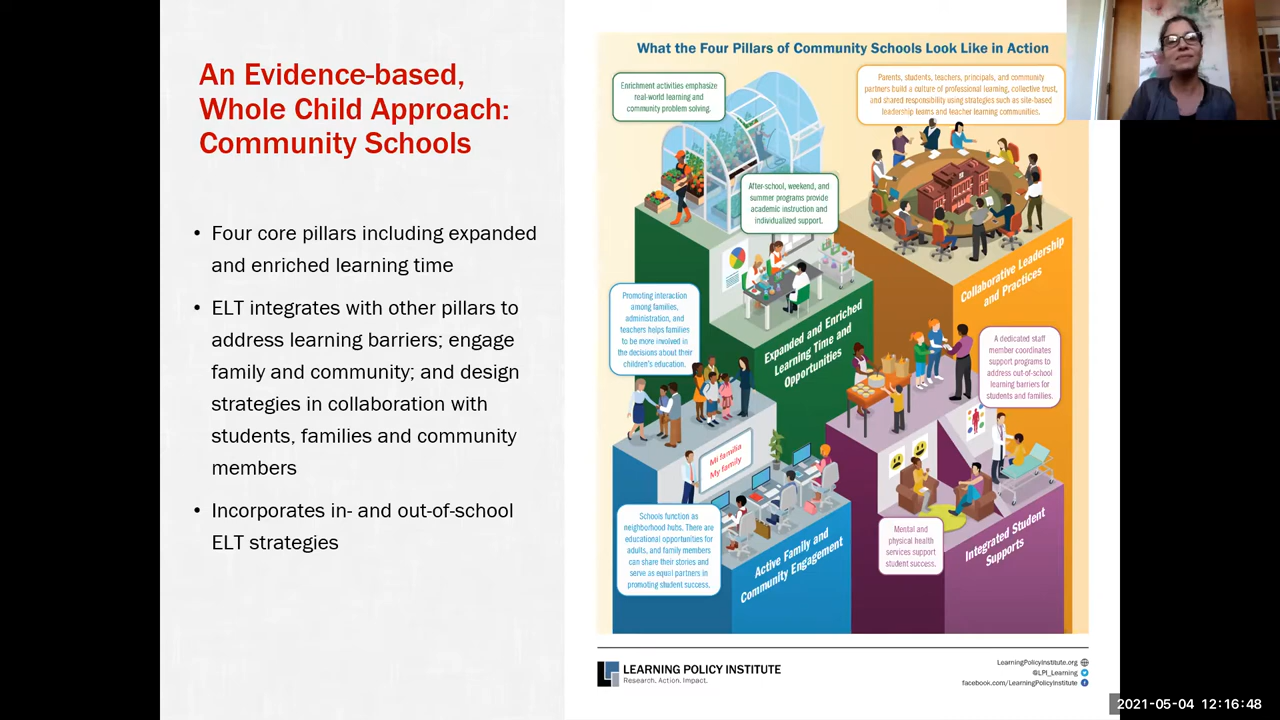 An Evidence-based,
Whole Child Approach:
Community Schools
• Four core pillars including expanded
and enriched learning time
• ELT integrates with other pillars to
address learning barriers; engage
family and community; and design
strategies in collaboration with
students, families and community
members
• Incorporates in- and out-of-school
ELT strategies
What the Four Pillars of Community Schools Look Like in Action
Enrichment activities emphasize
real-world learning and
community problem solving.
Parents, students, teachers, principals, and community
partners build a culture of professional learning, collective trust,
and shared responsibility using strategies such as site-based
leadership teams and teacher learning communities.
After-school, weekend, and
summer programs provide
academic instruction and
individualized support.
Collaborative Leadership
and Practices
Expanded and Enriched
Learning Time and
Opportunities
Promoting interaction
among families,
administration, and
teachers helps families
to be more involved in
the decisions about their
children's education.
A dedicated staff
member coordinates
support programs to
address out-of-school
learning barriers for
students and families.
Mi familia
My family
Schools function as
neighborhood hubs. There are
educational opportunities for
adults, and family members
can share their stories and
serve as equal partners in
promoting student success.
Active Family and
Community Engagement
Mental and
physical health
services support
student success.
Integrated Student
Supports
LEARNING POLICY INSTITUTE
Research. Action. Impact.
LearningPolicyInstitute.org
@LPI_Learning
facebook.com/LearningPolicyInstitute
2021-05-04 12:16:48